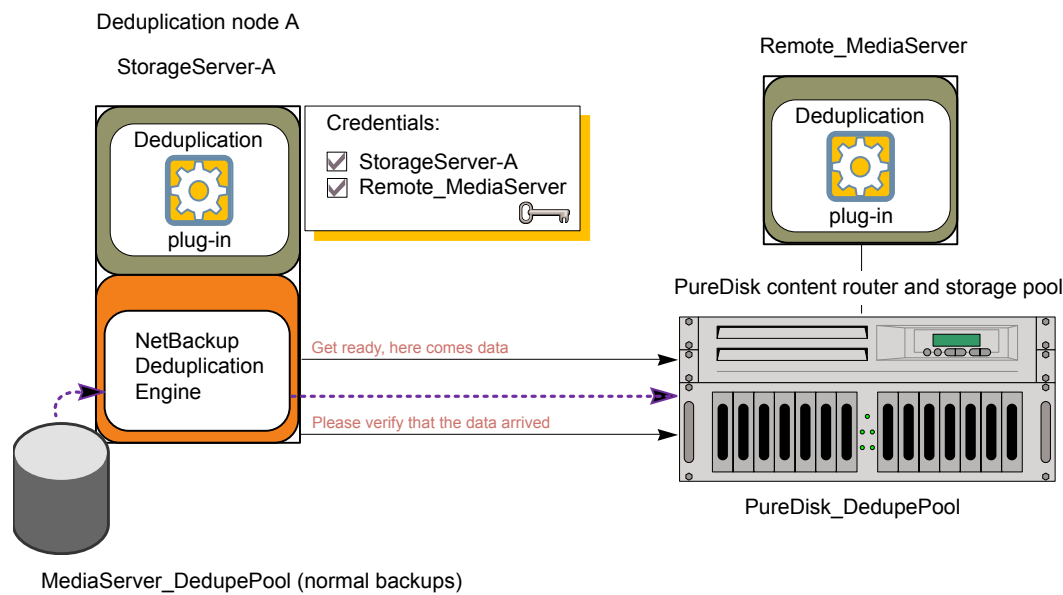 Deduplication node A
StorageServer-A
Deduplication
plug-in
Credentials:
StorageServer-A
Remote_MediaServer
NetBackup
Deduplication
Engine
Get ready, here comes data
Please verify that the data arrived
MediaServer_DedupePool (normal backups)
Remote_MediaServer
Deduplication
plug-in
PureDisk content router and storage pool
PureDisk_DedupePool